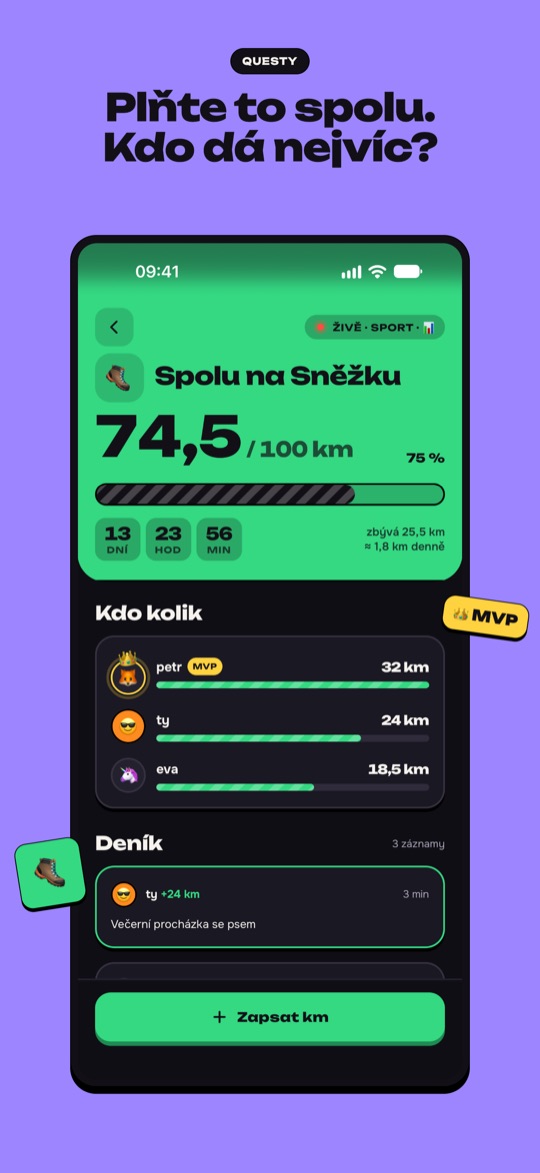 QUESTY
Plňte to spolu.
Kdo dá nejvíc?
09:41
ŽIVĚ · SPORT ·
Spolu na Sněžku
74,5 / 100 km
75 %
13 DNÍ
23 HOD
56 MIN
zbývá 25,5 km
≈ 1,8 km denně
Kdo kolik
MVP
petr MVP 32 km
ty 24 km
eva 18,5 km
Deník 3 záznamy
ty +24 km 3 min
Večerní procházka se psem
+ Zapsat km